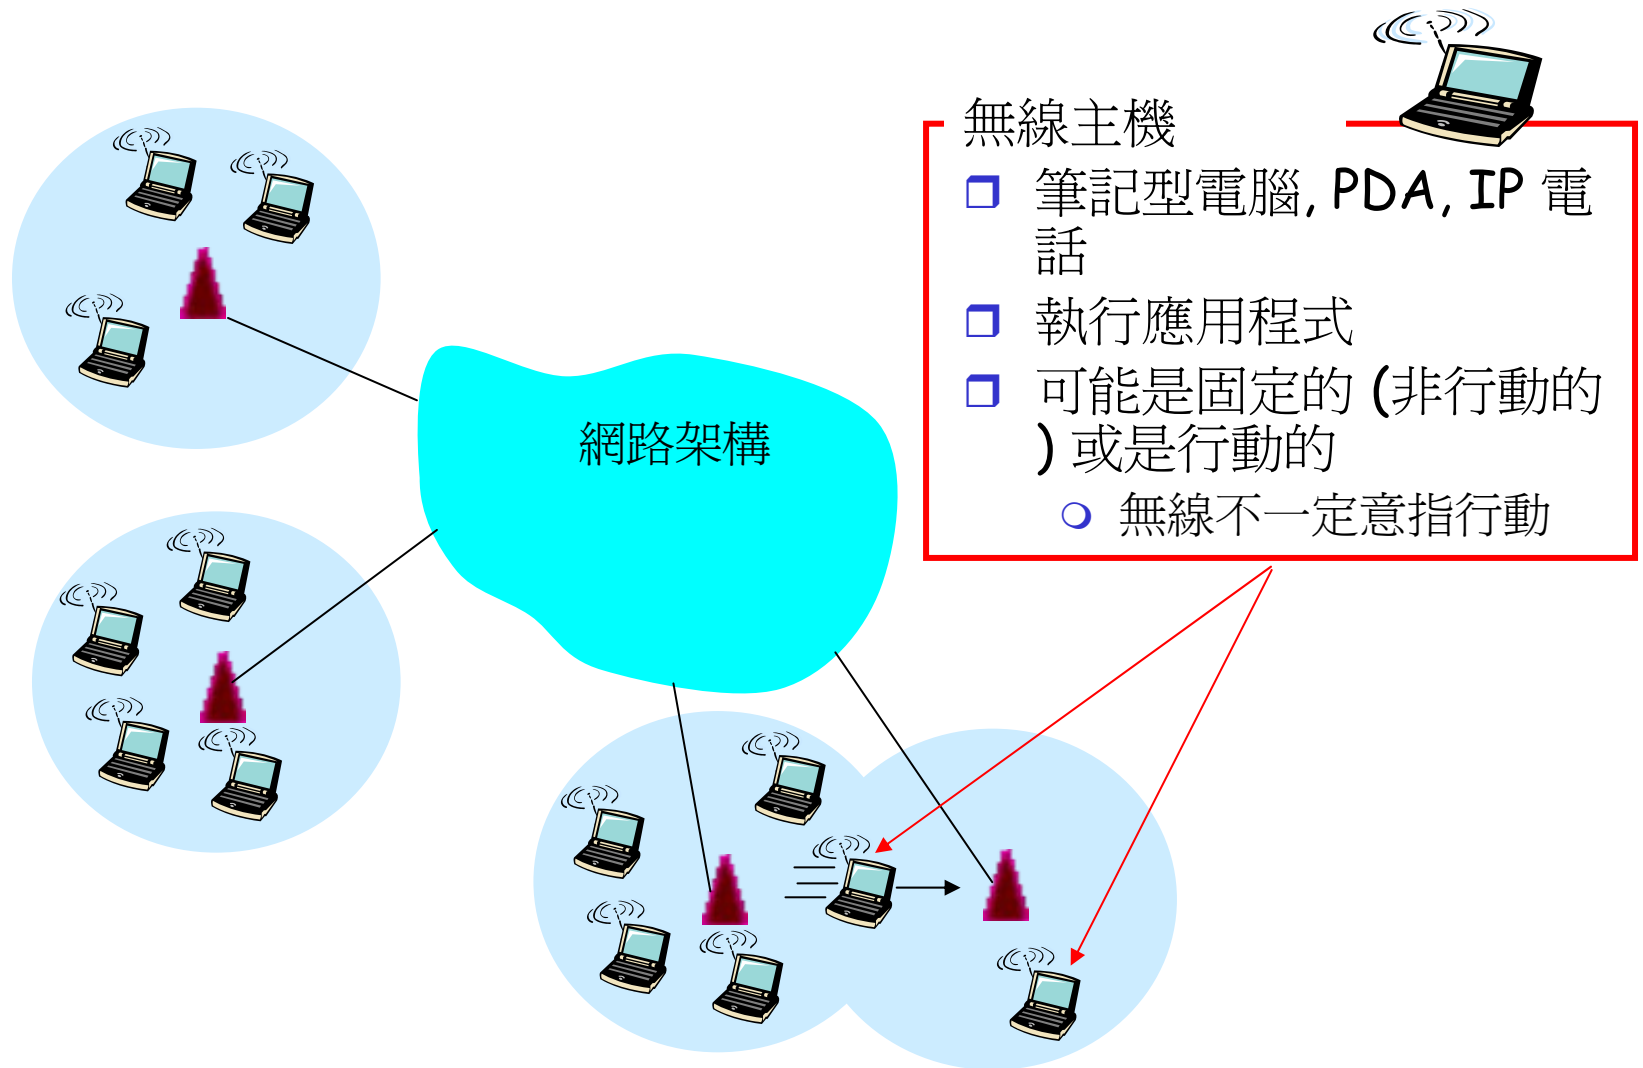 無線主機
筆記型電腦, PDA, IP 電
話
執行應用程式
可能是固定的 (非行動的
) 或是行動的
無線不一定意指行動
網路架構